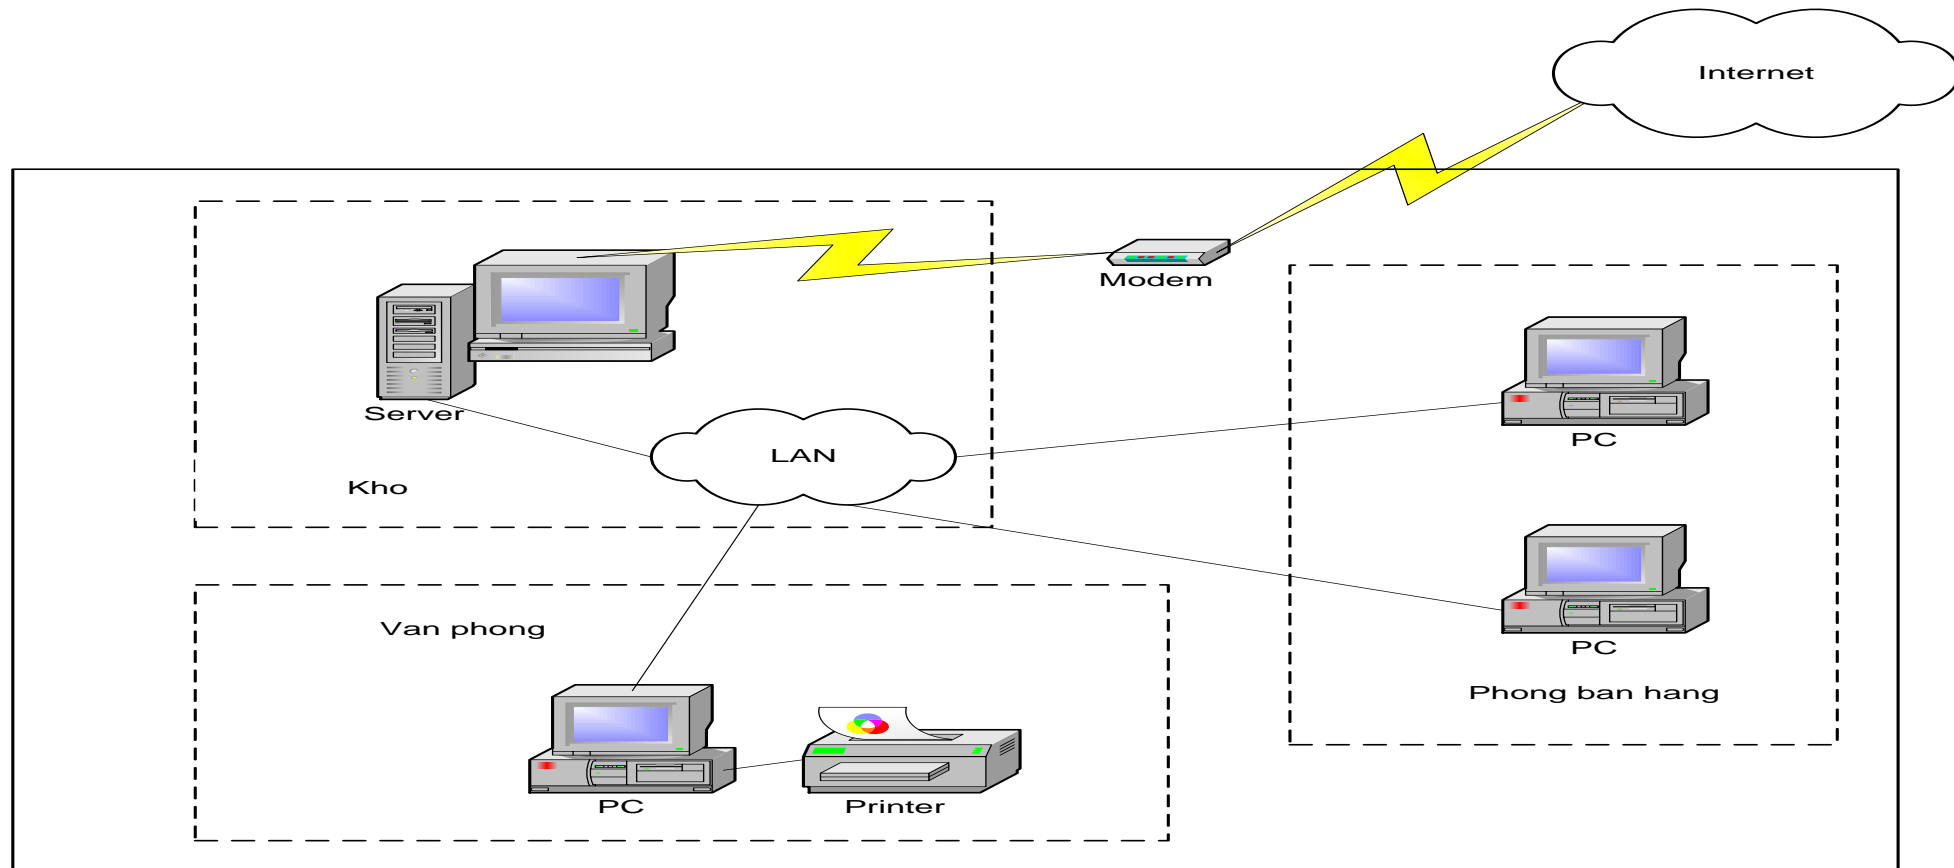 Internet
Modem
Server
PC
LAN
Kho
Van phong
PC
Phong ban hang
PC
Printer